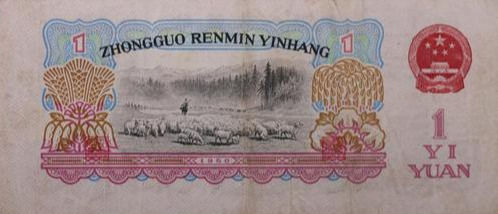 1
ZHONGGUO RENMIN YINHANG
1
1960
1
YI
YUAN